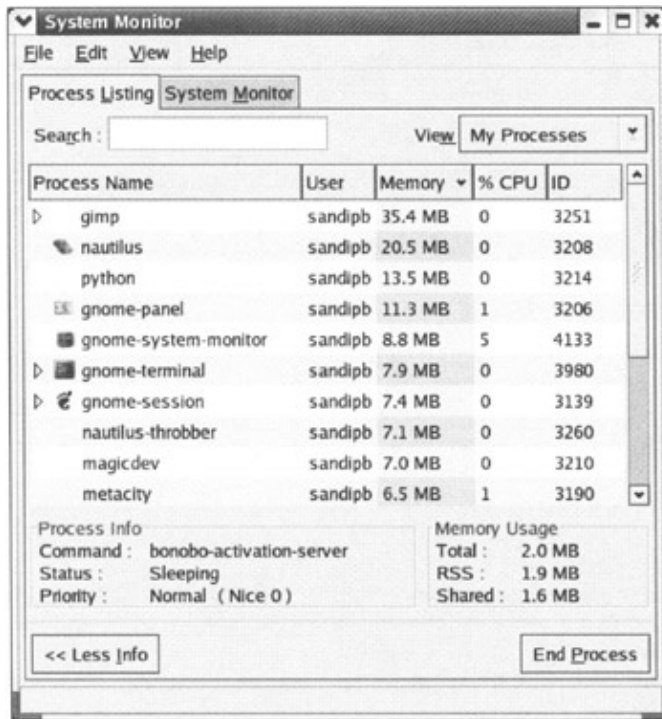 System Monitor
File Edit View Help
Process Listing System Monitor
Search : View My Processes
Process Name User Memory % CPU ID
gimp sandipb 35.4 MB 0 3251
nautilus sandipb 20.5 MB 0 3208
python sandipb 13.5 MB 0 3214
gnome-panel sandipb 11.3 MB 1 3206
gnome-system-monitor sandipb 8.8 MB 5 4133
gnome-terminal sandipb 7.9 MB 0 3980
gnome-session sandipb 7.4 MB 0 3139
nautilus-throbber sandipb 7.1 MB 0 3260
magicdev sandipb 7.0 MB 0 3210
metacity sandipb 6.5 MB 1 3190
Process Info Memory Usage
Command : bonobo-activation-server Total : 2.0 MB
Status : Sleeping RSS : 1.9 MB
Priority : Normal ( Nice 0 ) Shared : 1.6 MB
<< Less Info End Process